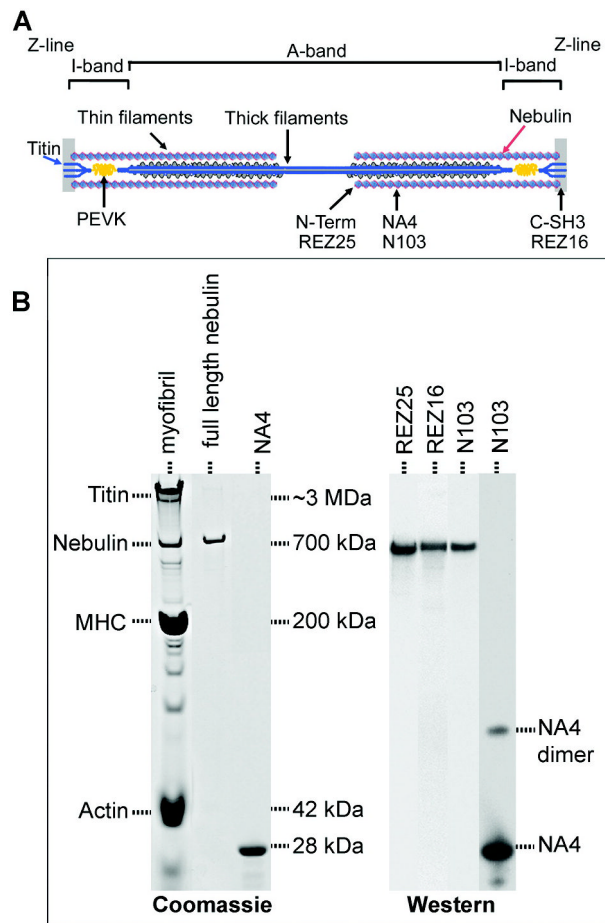 A
Z-line
Z-line
A-band
I-band
I-band
Thin filaments
Thick filaments
Nebulin
Titin
PEVK
N-Term
REZ25
NA4
N103
C-SH3
REZ16
B
myofibril
full length nebulin
NA4
REZ25
REZ16
N103
N103
Titin
~3 MDa
Nebulin
700 kDa
MHC
200 kDa
NA4
dimer
Actin
42 kDa
28 kDa
NA4
Coomassie
Western